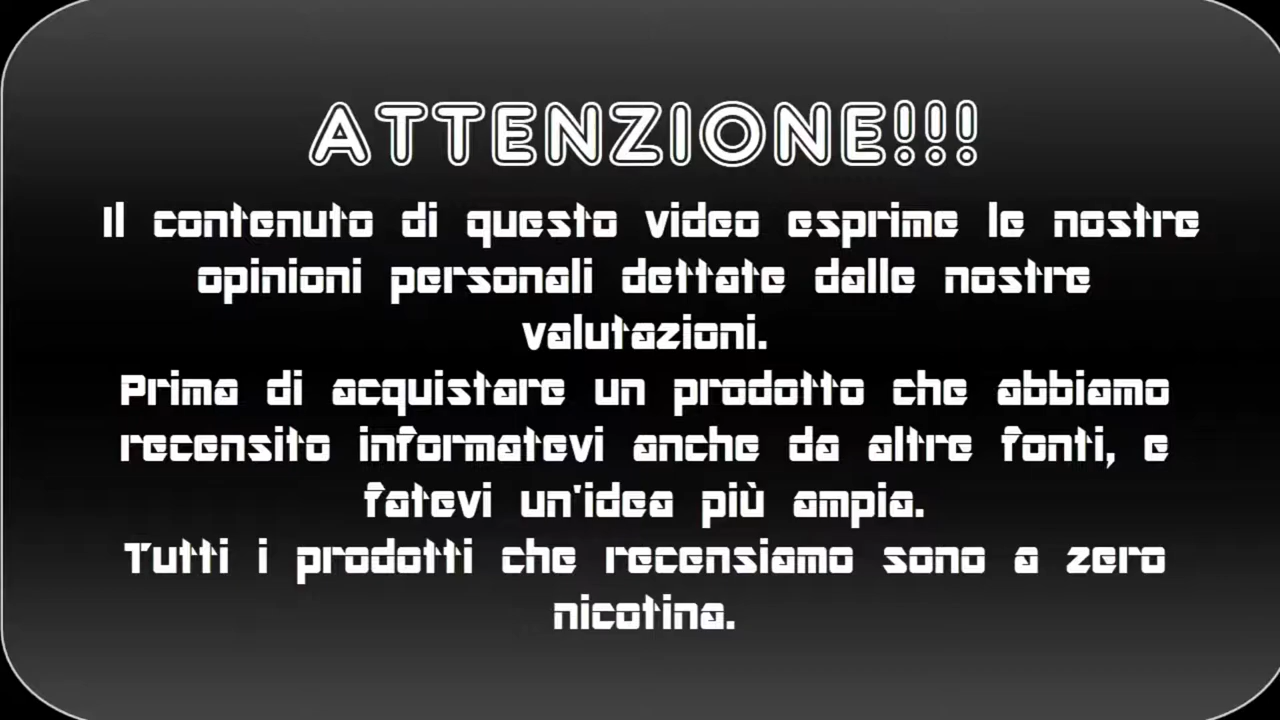 ATTENZIONE!!!
Il contenuto di questo video esprime le nostre
opinioni personali dettate dalle nostre
valutazioni.
Prima di acquistare un prodotto che abbiamo
recensito informatevi anche da altre fonti, e
fatevi un'idea più ampia.
Tutti i prodotti che recensiamo sono a zero
nicotina.